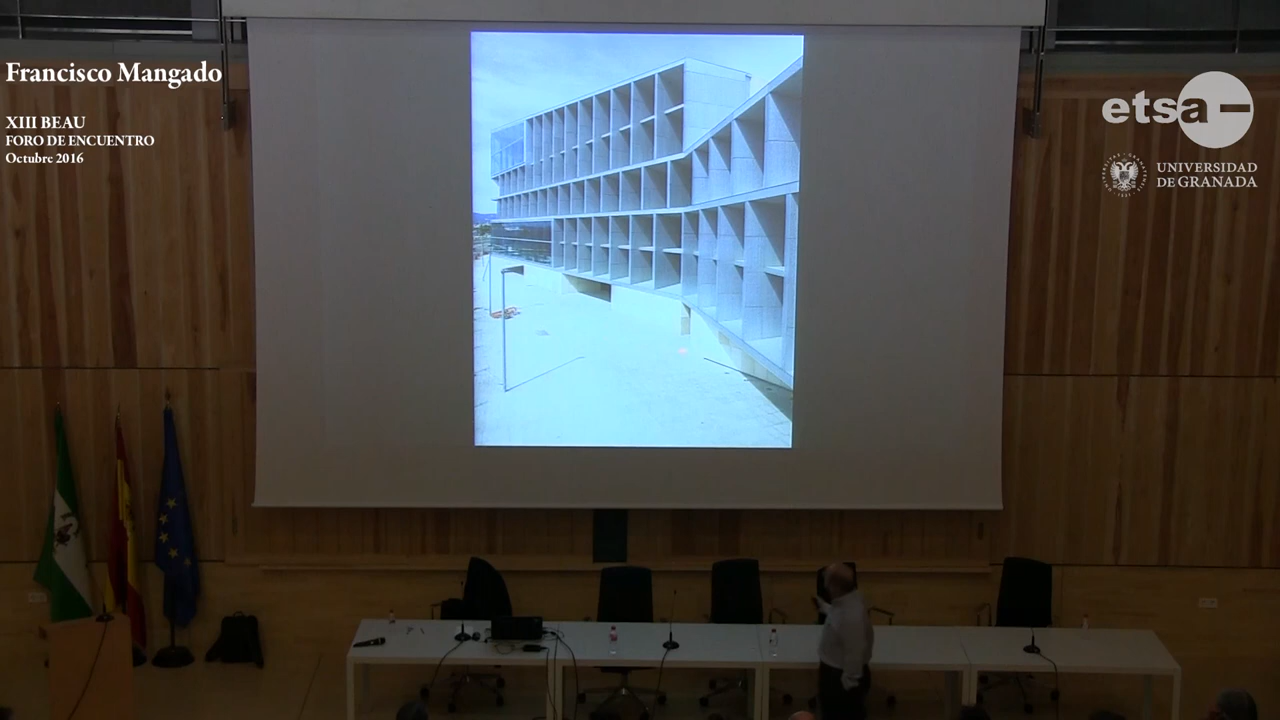 Francisco Mangado
XIII BEAU
FORO DE ENCUENTRO
Octubre 2016
etsa
UNIVERSIDAD
DE GRANADA